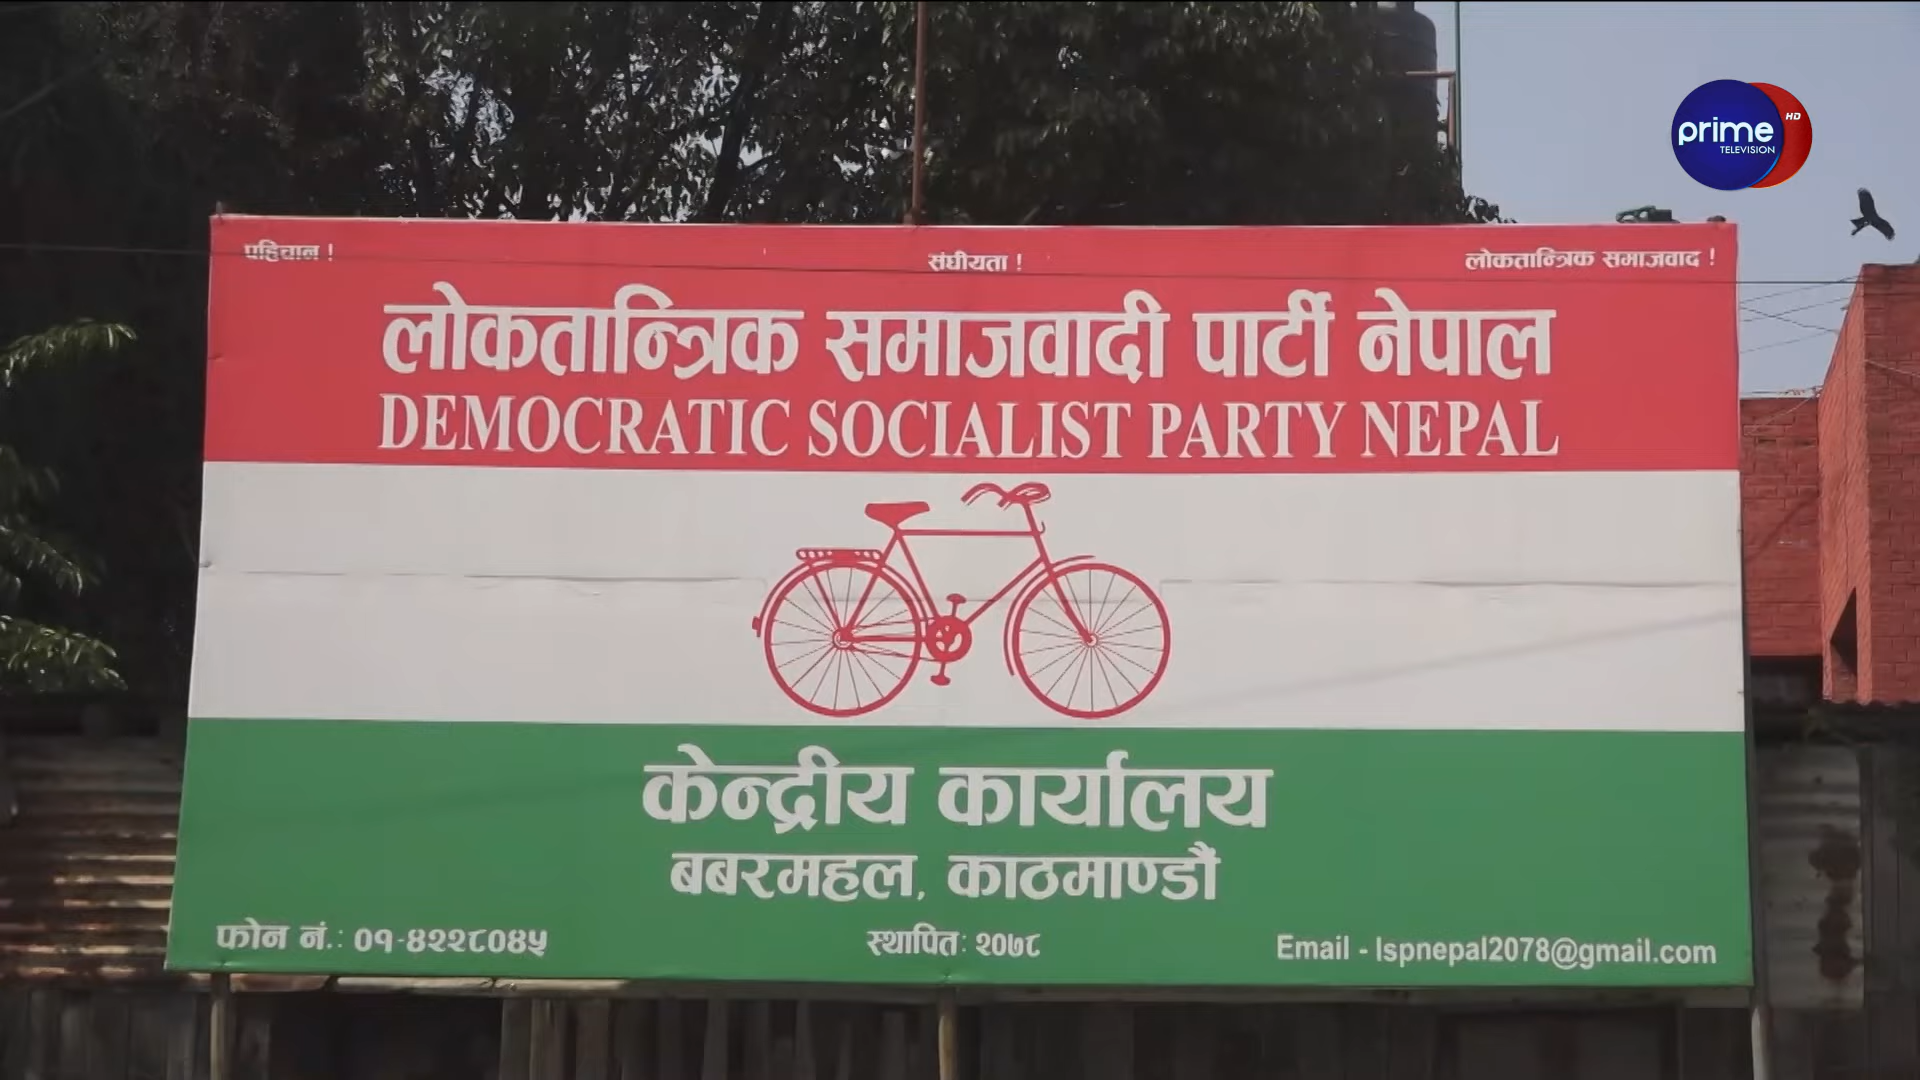 prime HD
TELEVISION
पहिचान ! संघीयता ! लोकतान्त्रिक समाजवाद !
लोकतान्त्रिक समाजवादी पार्टी नेपाल
DEMOCRATIC SOCIALIST PARTY NEPAL
केन्द्रीय कार्यालय
बबरमहल, काठमाण्डौं
फोन नं.: ०१-४२२८०४५ स्थापित: २०७८ Email - lspnepal2078@gmail.com